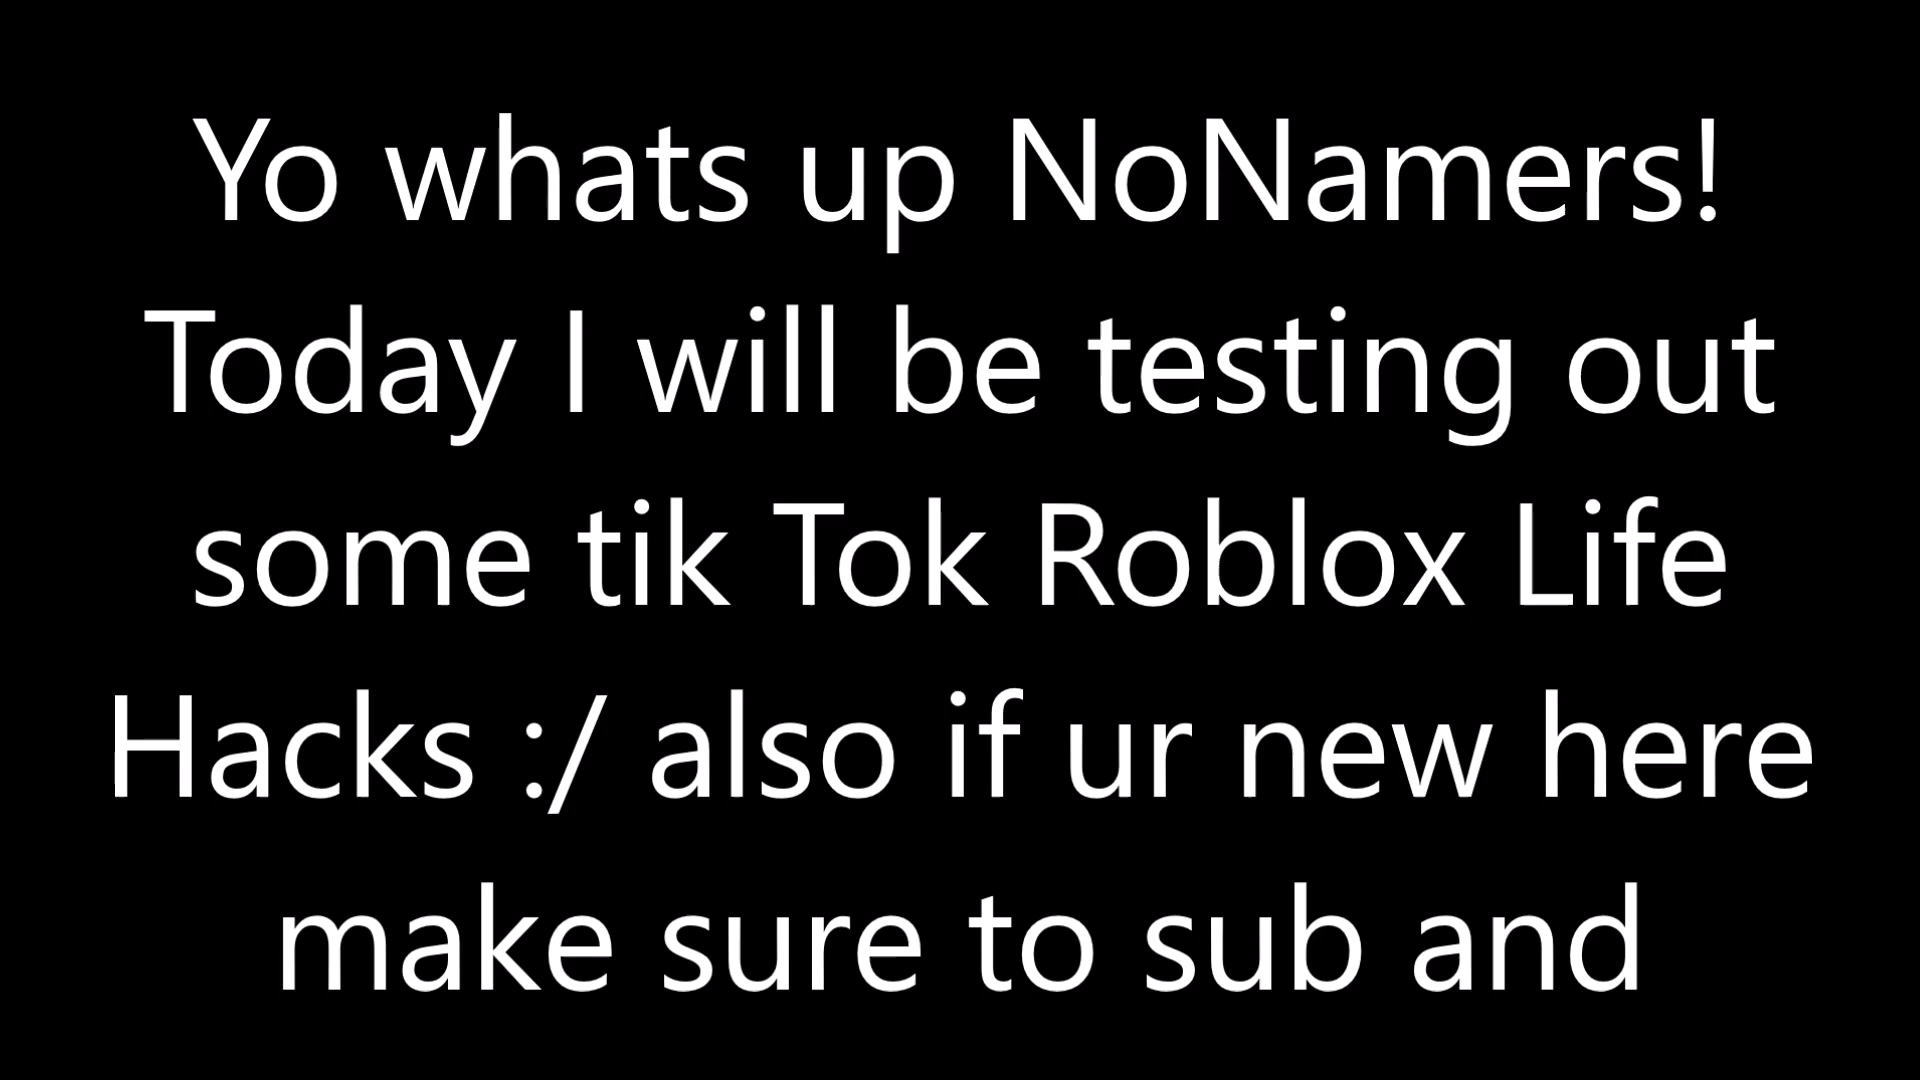 Yo whats up NoNamers!
Today I will be testing out
some tik Tok Roblox Life
Hacks :/ also if ur new here
make sure to sub and